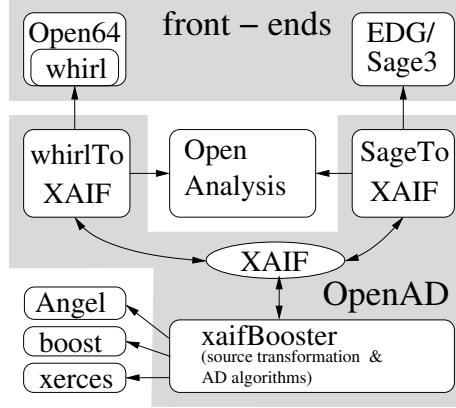 Open64
whirl
front – ends
EDG/
Sage3
whirlTo
XAIF
Open
Analysis
SageTo
XAIF
XAIF
OpenAD
Angel
boost
xerces
xaifBooster
(source transformation &
AD algorithms)